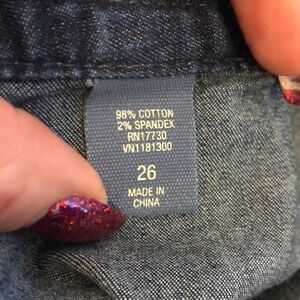 98% COTTON
2% SPANDEX
RN17730
VN1181300
26
MADE IN
CHINA